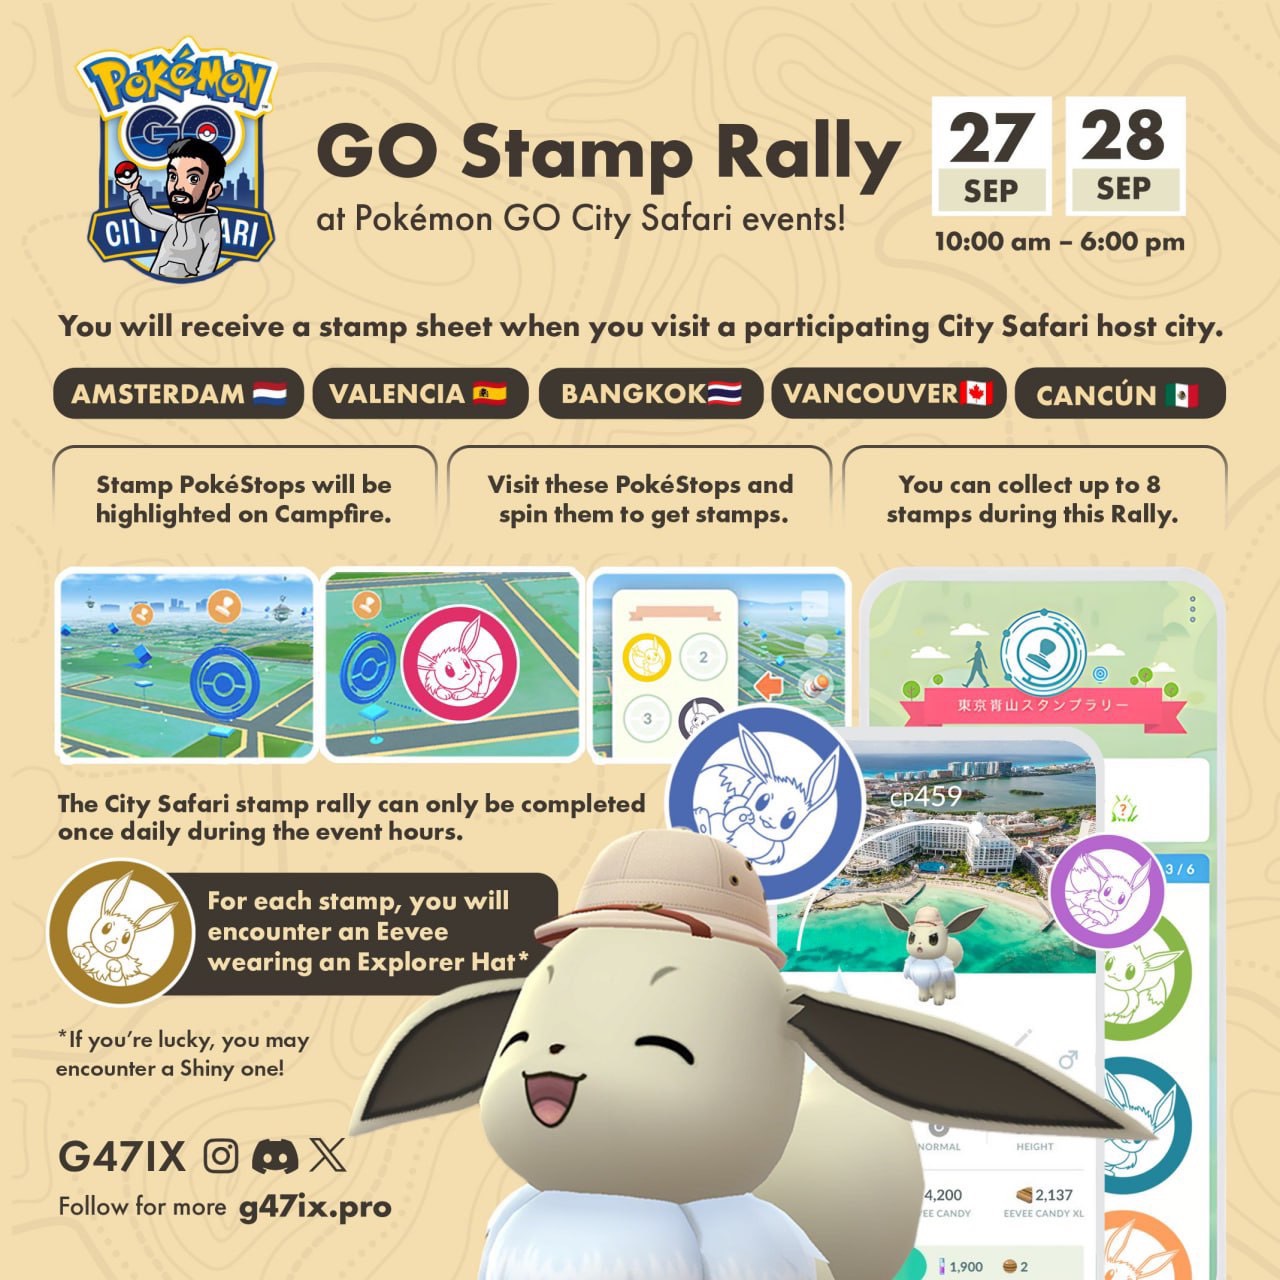 POKéMON
GO
CIT
ARI
GO Stamp Rally
at Pokémon GO City Safari events!
27
SEP
28
SEP
10:00 am – 6:00 pm
You will receive a stamp sheet when you visit a participating City Safari host city.
AMSTERDAM 🇳🇱
VALENCIA 🇪🇸
BANGKOK🇹🇭
VANCOUVER🇨🇦
CANCÚN 🇲🇽
Stamp PokéStops will be
highlighted on Campfire.
Visit these PokéStops and
spin them to get stamps.
You can collect up to 8
stamps during this Rally.
2
3
東京青山スタンプラリー
The City Safari stamp rally can only be completed
once daily during the event hours.
CP459
?
3 / 6
For each stamp, you will
encounter an Eevee
wearing an Explorer Hat*
*If you're lucky, you may
encounter a Shiny one!
NORMAL
HEIGHT
4,200
2,137
EE CANDY
EEVEE CANDY XL
1,900
2
G47IX
Follow for more g47ix.pro